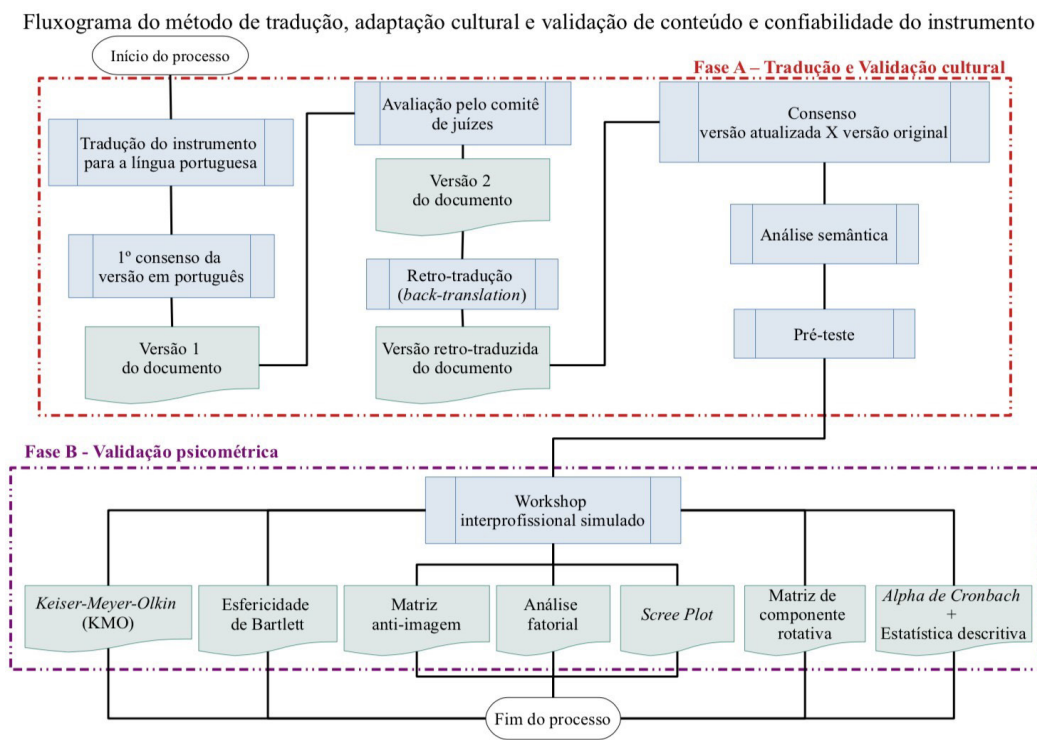 Fluxograma do método de tradução, adaptação cultural e validação de conteúdo e confiabilidade do instrumento
Início do processo
Fase A – Tradução e Validação cultural
Tradução do instrumento
para a língua portuguesa
1º consenso da
versão em português
Versão 1
do documento
Avaliação pelo comitê
de juízes
Versão 2
do documento
Retro-tradução
(back-translation)
Versão retro-traduzida
do documento
Consenso
versão atualizada X versão original
Análise semântica
Pré-teste
Fase B - Validação psicométrica
Workshop
interprofissional simulado
Keiser-Meyer-Olkin
(KMO)
Esfericidade
de Bartlett
Matriz
anti-imagem
Análise
fatorial
Scree Plot
Matriz de
componente
rotativa
Alpha de Cronbach
+
Estatística descritiva
Fim do processo